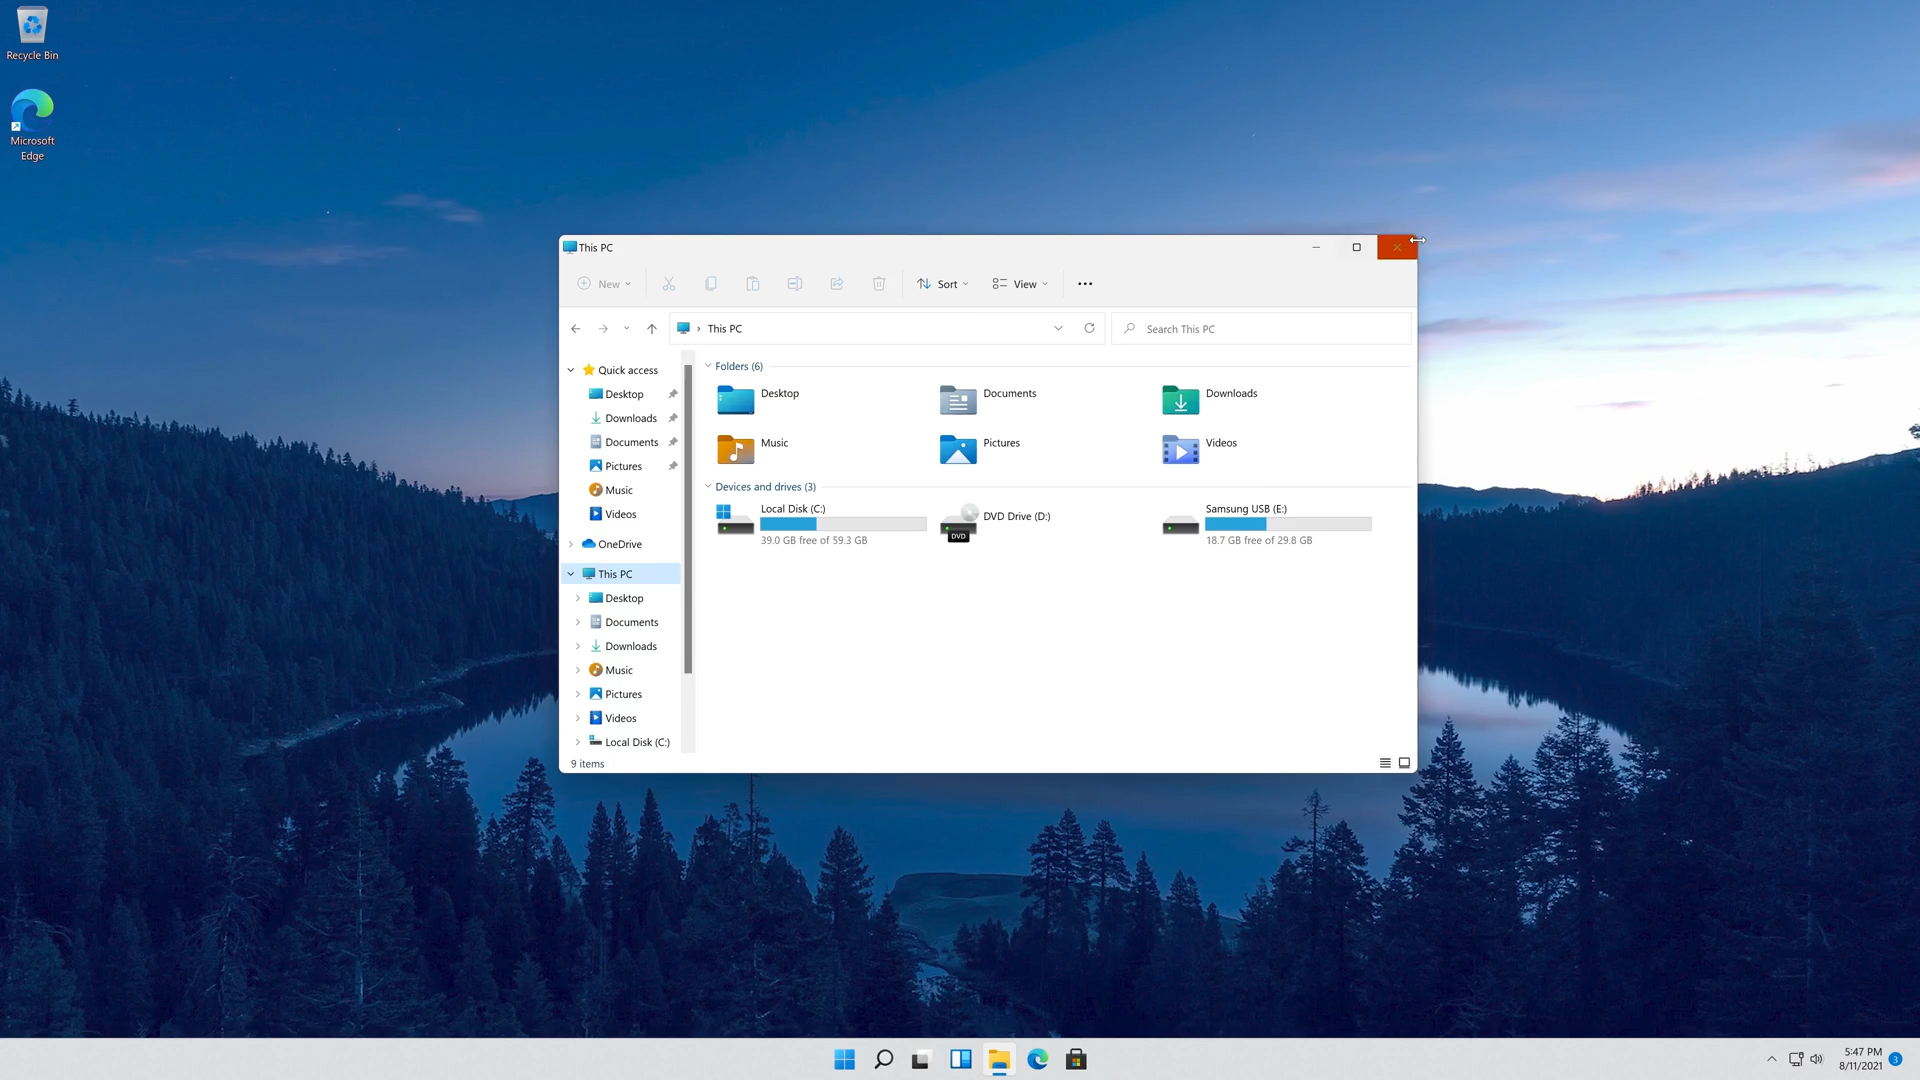 Recycle Bin
Microsoft
Edge
This PC
New
Sort
View
This PC
Search This PC
Quick access
Desktop
Downloads
Documents
Pictures
Music
Videos
OneDrive
This PC
Desktop
Documents
Downloads
Music
Pictures
Videos
Local Disk (C:)
Folders (6)
Desktop
Documents
Downloads
Music
Pictures
Videos
Devices and drives (3)
Local Disk (C:)
39.0 GB free of 59.3 GB
DVD Drive (D:)
DVD
Samsung USB (E:)
18.7 GB free of 29.8 GB
9 items
5:47 PM
8/11/2021
3